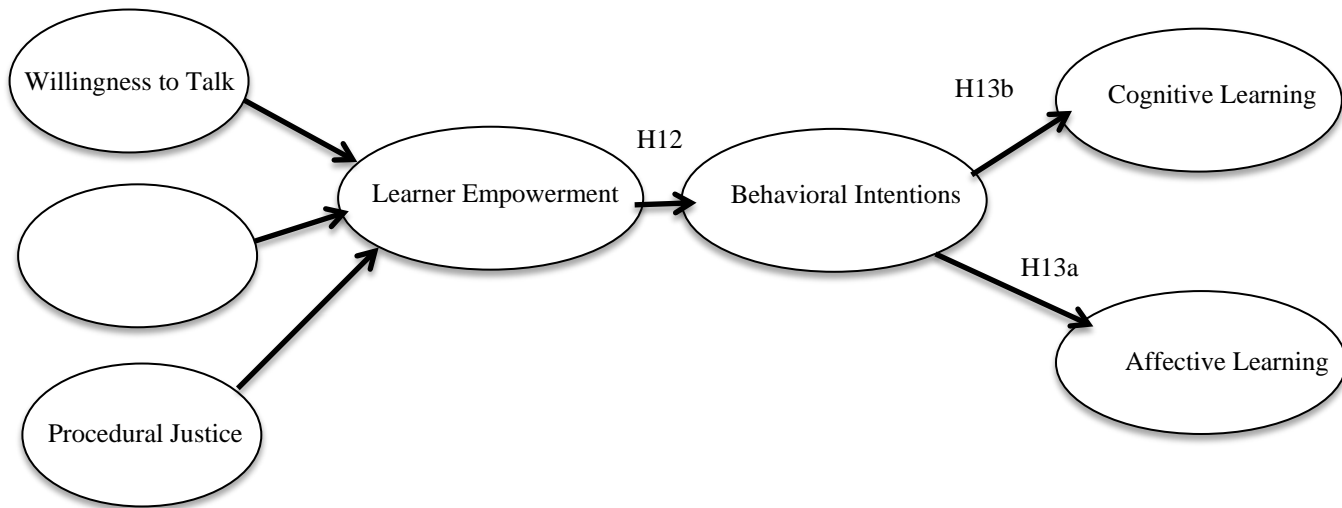 Willingness to Talk
H13b
Cognitive Learning
H12
Learner Empowerment
Behavioral Intentions
H13a
Affective Learning
Procedural Justice